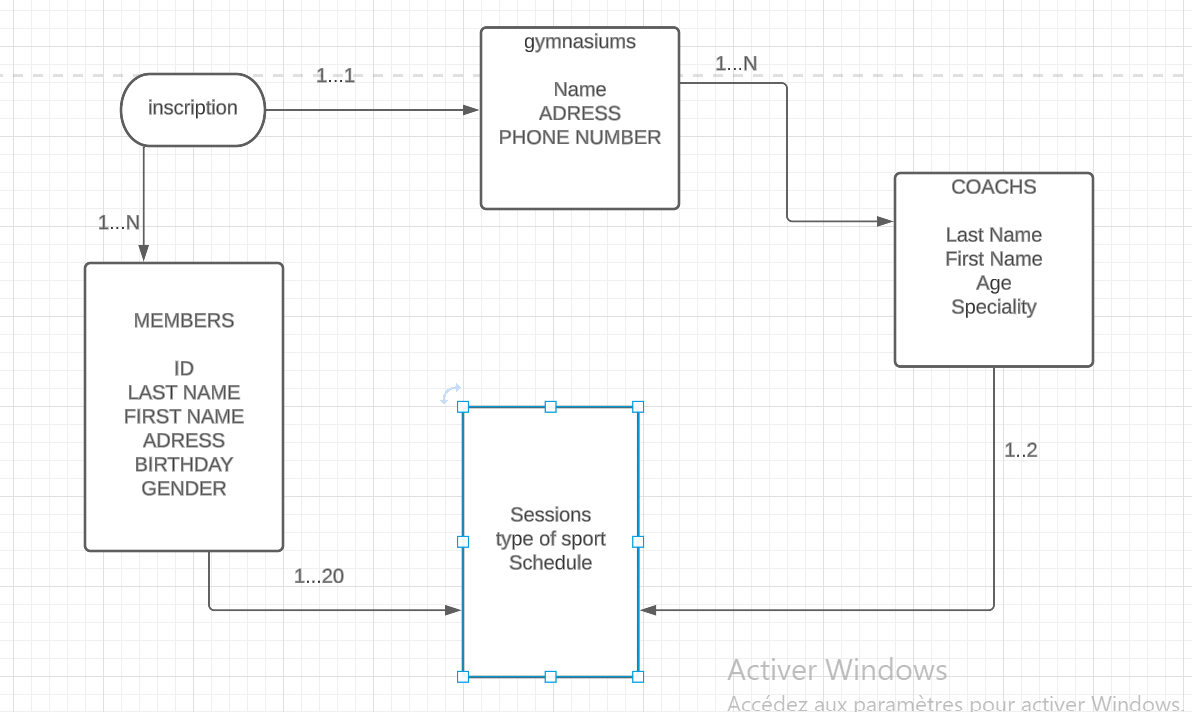 gymnasiums
Name
ADRESS
PHONE NUMBER
1...1
1...N
inscription
COACHS
Last Name
First Name
Age
Speciality
1...N
MEMBERS
ID
LAST NAME
FIRST NAME
ADRESS
BIRTHDAY
GENDER
1..2
Sessions
type of sport
Schedule
1...20
Activer Windows
Accédez aux paramètres pour activer Windows.